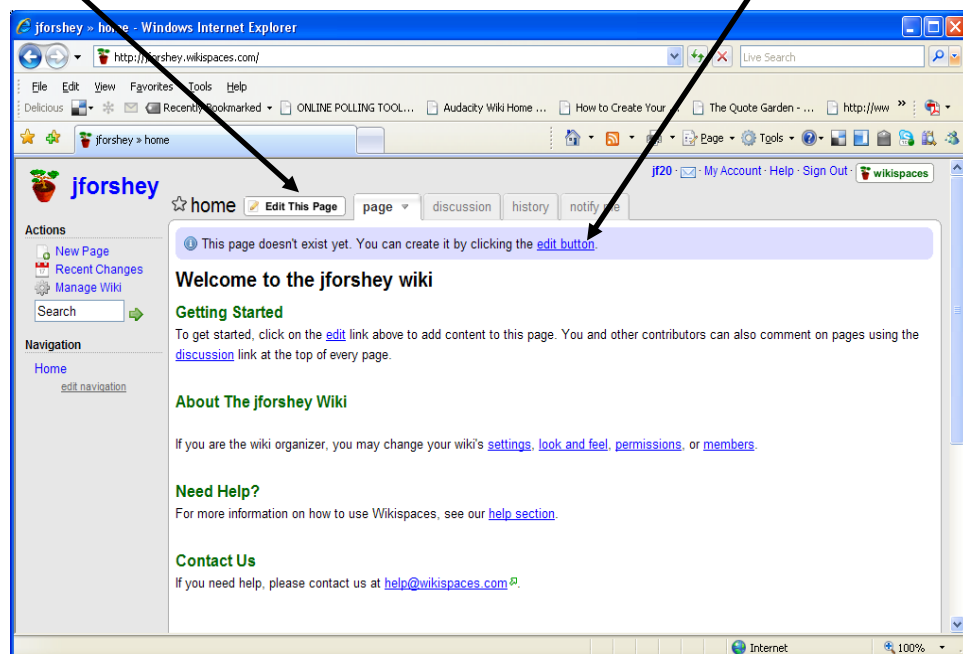 jforshey » home - Windows Internet Explorer
shey.wikispaces.com/
Live Search
File Edit View Favorites Tools Help
Delicious Recently Bookmarked ONLINE POLLING TOOL... Audacity Wiki Home ... How to Create Your ... The Quote Garden - ... http://ww »
jforshey » home
Page Tools
jf20 · · My Account · Help · Sign Out · wikispaces
jforshey
home Edit This Page page discussion history notify me
Actions
New Page
Recent Changes
Manage Wiki
Search
Navigation
Home
edit navigation
This page doesn't exist yet. You can create it by clicking the edit button.
Welcome to the jforshey wiki
Getting Started
To get started, click on the edit link above to add content to this page. You and other contributors can also comment on pages using the
discussion link at the top of every page.
About The jforshey Wiki
If you are the wiki organizer, you may change your wiki's settings, look and feel, permissions, or members.
Need Help?
For more information on how to use Wikispaces, see our help section.
Contact Us
If you need help, please contact us at help@wikispaces.com.
Internet 100%